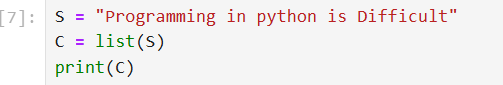 [7]: S = "Programming in python is Difficult"
C = list(S)
print(C)